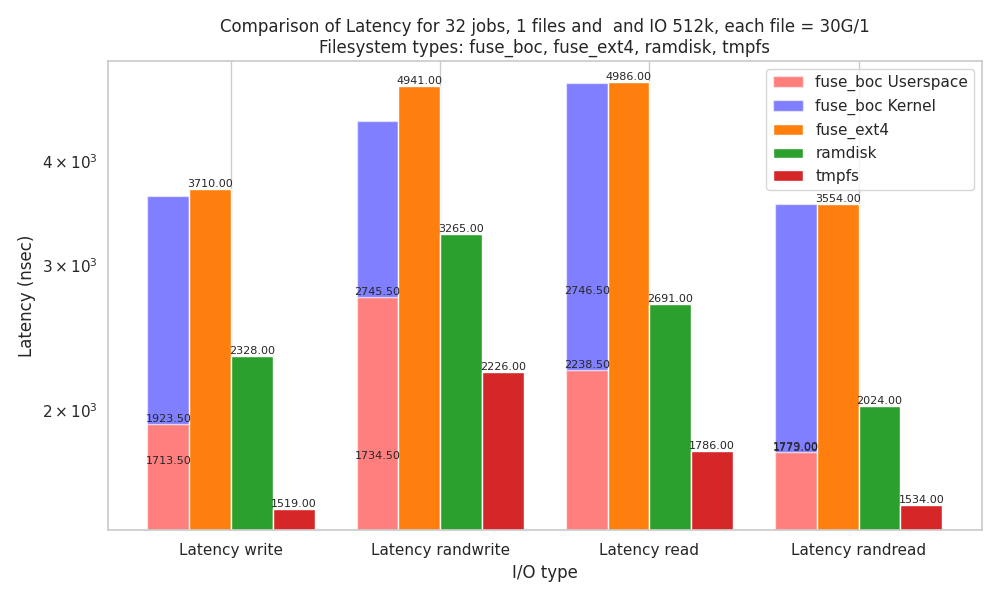 Comparison of Latency for 32 jobs, 1 files and  and IO 512k, each file = 30G/1
Filesystem types: fuse_boc, fuse_ext4, ramdisk, tmpfs
fuse_boc Userspace
fuse_boc Kernel
fuse_ext4
ramdisk
tmpfs
Latency (nsec)
4 × 10³
3 × 10³
2 × 10³
1923.50
1713.50
3710.00
2328.00
1519.00
2745.50
1734.50
4941.00
3265.00
2226.00
2746.50
2238.50
4986.00
2691.00
1786.00
1779.00
3554.00
2024.00
1534.00
Latency write
Latency randwrite
Latency read
Latency randread
I/O type